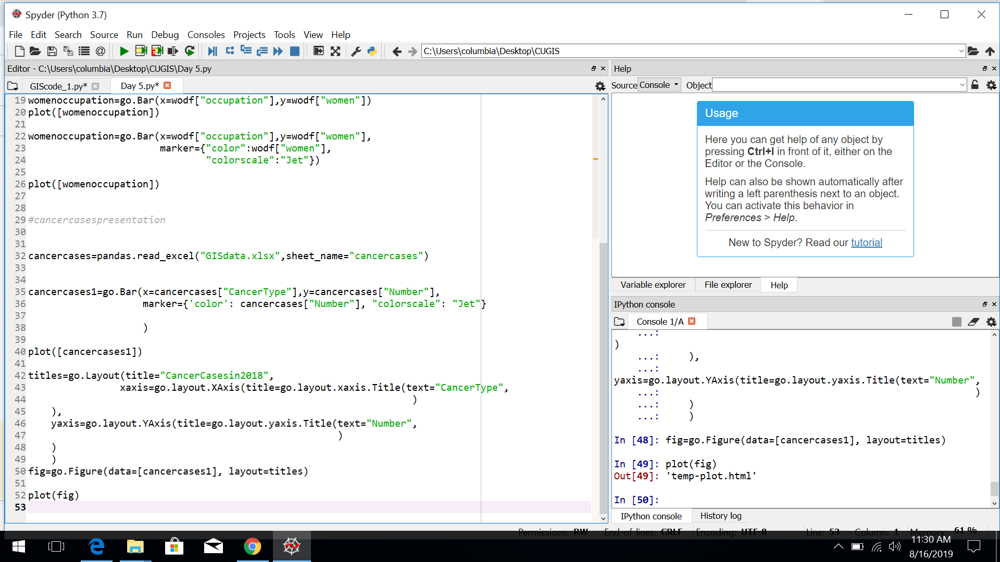 Spyder (Python 3.7)
File Edit Search Source Run Debug Consoles Projects Tools View Help
C:\Users\columbia\Desktop\CUGIS
Editor - C:\Users\columbia\Desktop\CUGIS\Day 5.py
GIScode_1.py* Day 5.py*
19 womenoccupation=go.Bar(x=wodf["occupation"],y=wodf["women"])
20 plot([womenoccupation])
21
22 womenoccupation=go.Bar(x=wodf["occupation"],y=wodf["women"],
23 marker={"color":wodf["women"],
24 "colorscale":"Jet"})
25
26 plot([womenoccupation])
27
28
29 #cancercasespresentation
30
31
32 cancercases=pandas.read_excel("GISdata.xlsx",sheet_name="cancercases")
33
34
35 cancercases1=go.Bar(x=cancercases["CancerType"],y=cancercases["Number"],
36 marker={'color': cancercases["Number"], "colorscale": "Jet"}
37
38 )
39
40 plot([cancercases1])
41
42 titles=go.Layout(title="CancerCasesin2018",
43 xaxis=go.layout.XAxis(title=go.layout.xaxis.Title(text="CancerType",
44 )
45 ),
46 yaxis=go.layout.YAxis(title=go.layout.yaxis.Title(text="Number",
47 )
48 )
49 )
50 fig=go.Figure(data=[cancercases1], layout=titles)
51
52 plot(fig)
53
Help
Source Console Object
Usage
Here you can get help of any object by
pressing Ctrl+I in front of it, either on the
Editor or the Console.
Help can also be shown automatically after
writing a left parenthesis next to an object.
You can activate this behavior in
Preferences > Help.
New to Spyder? Read our tutorial
Variable explorer File explorer Help
IPython console
Console 1/A
...:
)
...: ),
...:
yaxis=go.layout.YAxis(title=go.layout.yaxis.Title(text="Number",
...: )
...: )
...: )
In [48]: fig=go.Figure(data=[cancercases1], layout=titles)
In [49]: plot(fig)
Out[49]: 'temp-plot.html'
In [50]:
IPython console History log
Permissions: RW End-of-lines: CRLF Encoding: UTF-8 Line: 53 Column: 1 Memory: 61 %
11:30 AM
8/16/2019